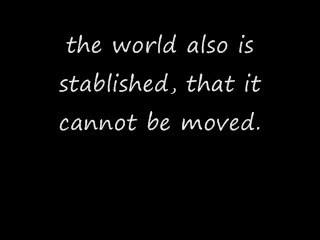 the world also is
stablished, that it
cannot be moved.